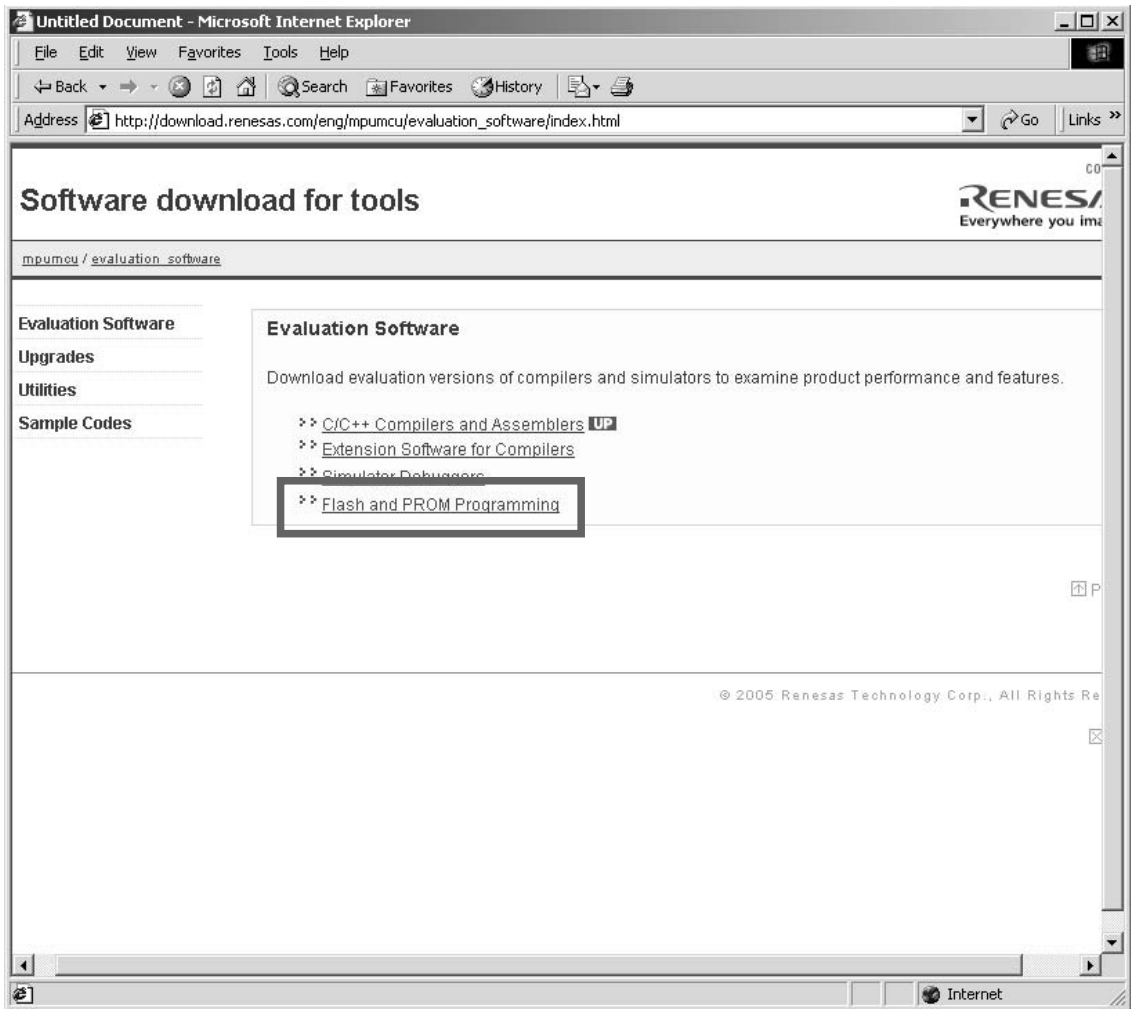 Untitled Document - Microsoft Internet Explorer
File Edit View Favorites Tools Help
Back Search Favorites History
Address http://download.renesas.com/eng/mpumcu/evaluation_software/index.html Go Links »
Software download for tools
Everywhere you
mpumcu / evaluation_software
Evaluation Software
Upgrades
Utilities
Sample Codes
Evaluation Software
Download evaluation versions of compilers and simulators to examine product performance and features.
C/C++ Compilers and Assemblers UP
Extension Software for Compilers
Simulator Debuggers
Flash and PROM Programming
© 2005 Renesas Technology Corp., All Rights Re
Internet